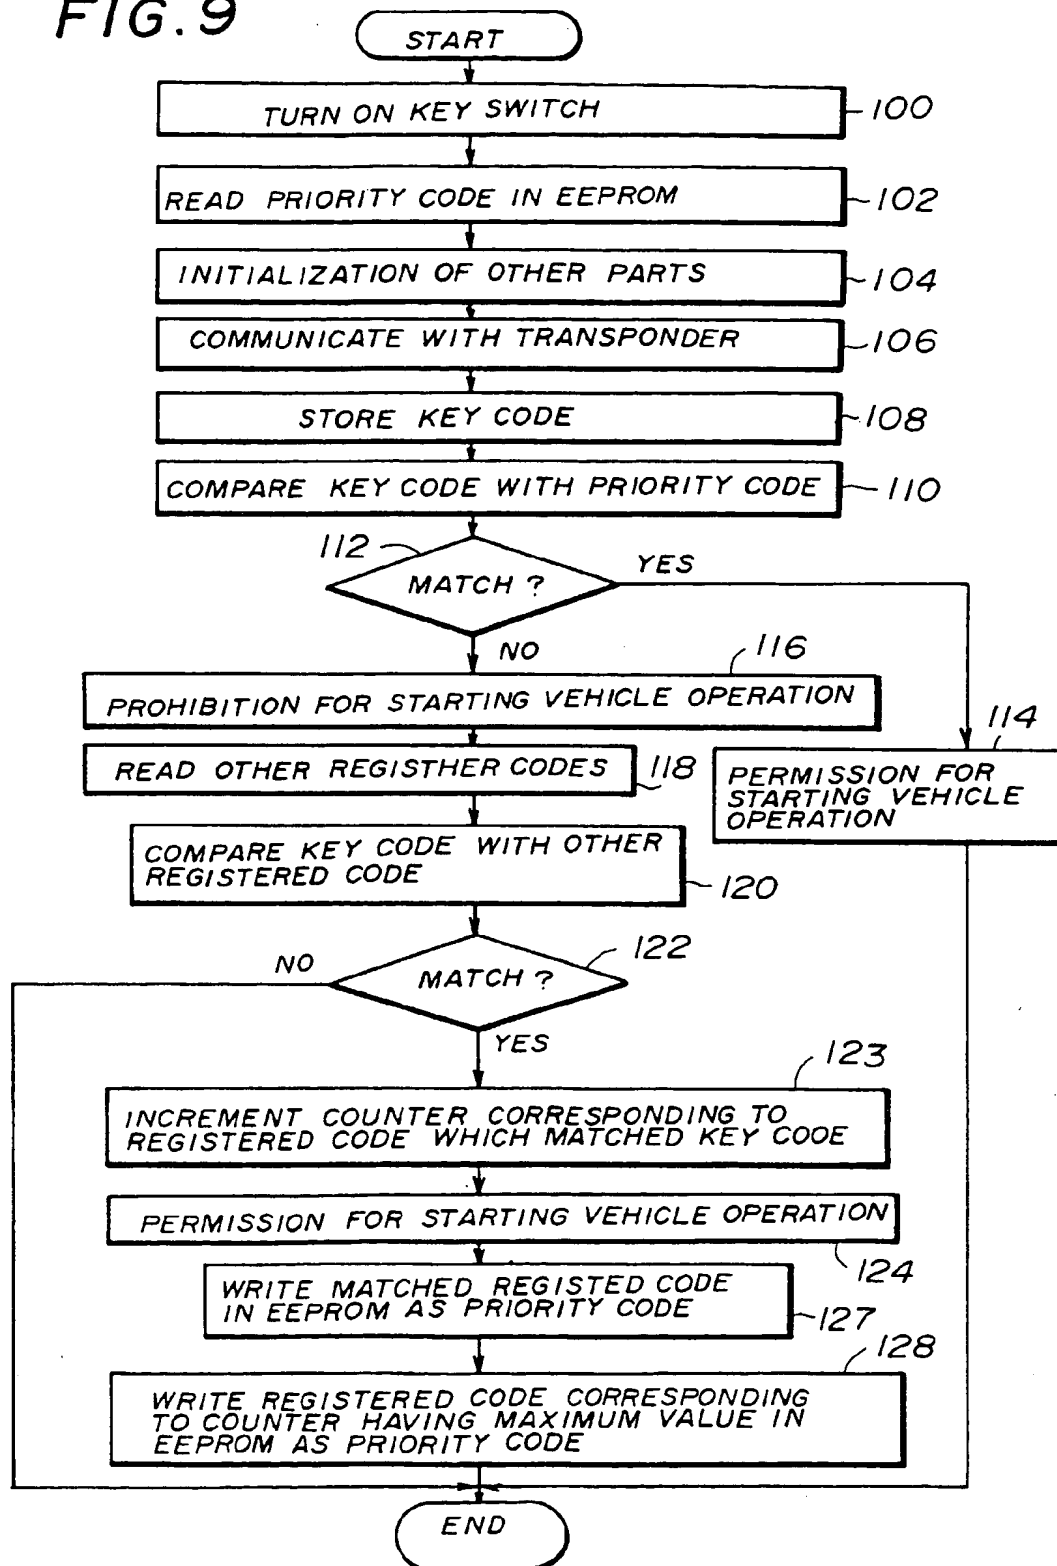 FIG. 9
START
TURN ON KEY SWITCH
100
READ PRIORITY CODE IN EEPROM
102
INITIALIZATION OF OTHER PARTS
104
COMMUNICATE WITH TRANSPONDER
106
STORE KEY CODE
108
COMPARE KEY CODE WITH PRIORITY CODE
110
112
MATCH ?
YES
NO
116
PROHIBITION FOR STARTING VEHICLE OPERATION
114
PERMISSION FOR
STARTING VEHICLE
OPERATION
READ OTHER REGISTHER CODES
118
COMPARE KEY CODE WITH OTHER
REGISTERED CODE
120
122
NO
MATCH ?
YES
123
INCREMENT COUNTER CORRESPONDING TO
REGISTERED CODE WHICH MATCHED KEY COOE
PERMISSION FOR STARTING VEHICLE OPERATION
124
WRITE MATCHED REGISTED CODE
IN EEPROM AS PRIORITY CODE
127
128
WRITE REGISTERED CODE CORRESPONDING
TO COUNTER HAVING MAXIMUM VALUE IN
EEPROM AS PRIORITY CODE
END